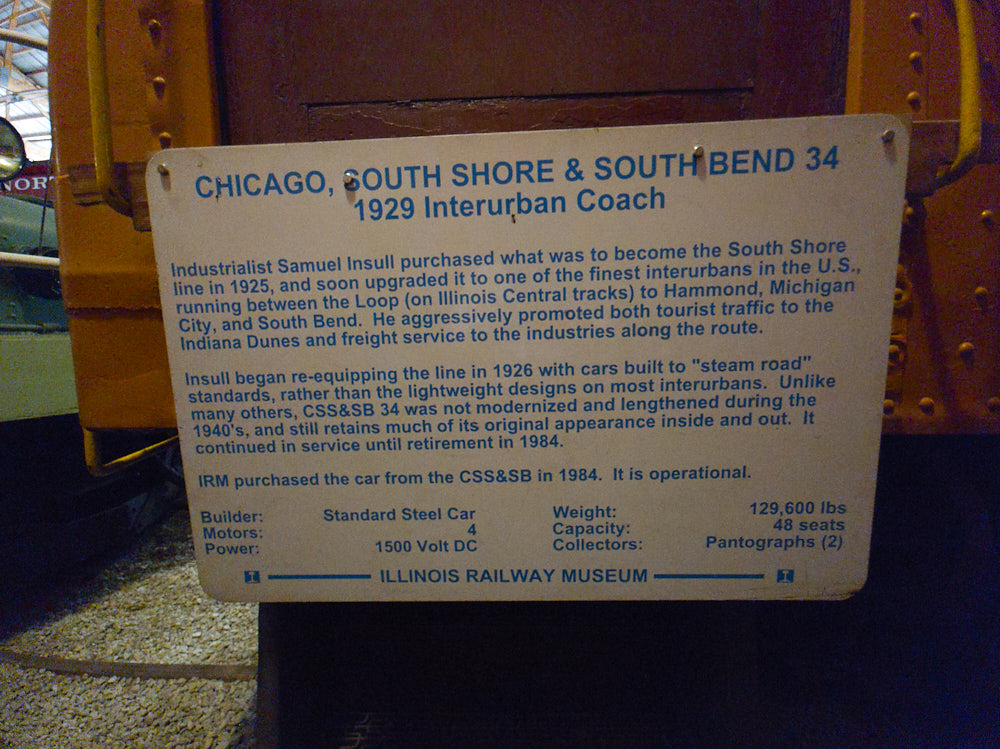 NOR
CHICAGO, SOUTH SHORE & SOUTH BEND 34
1929 Interurban Coach
Industrialist Samuel Insull purchased what was to become the South Shore
line in 1925, and soon upgraded it to one of the finest interurbans in the U.S.,
running between the Loop (on Illinois Central tracks) to Hammond, Michigan
City, and South Bend. He aggressively promoted both tourist traffic to the
Indiana Dunes and freight service to the industries along the route.
Insull began re-equipping the line in 1926 with cars built to "steam road"
standards, rather than the lightweight designs on most interurbans. Unlike
many others, CSS&SB 34 was not modernized and lengthened during the
1940's, and still retains much of its original appearance inside and out. It
continued in service until retirement in 1984.
IRM purchased the car from the CSS&SB in 1984. It is operational.
Builder: Standard Steel Car Weight: 129,600 lbs
Motors: 4 Capacity: 48 seats
Power: 1500 Volt DC Collectors: Pantographs (2)
ILLINOIS RAILWAY MUSEUM